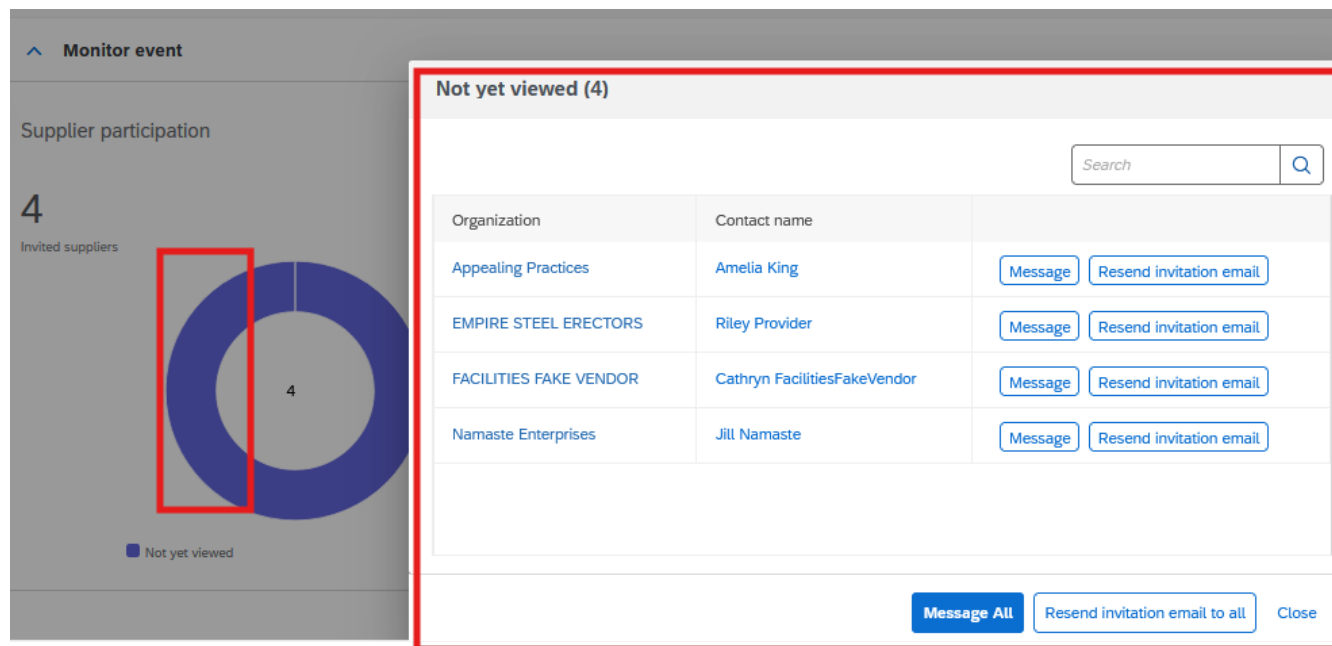 Monitor event
Supplier participation
4
Invited suppliers
4
Not yet viewed
Not yet viewed (4)
Search
Organization Contact name
Appealing Practices Amelia King Message Resend invitation email
EMPIRE STEEL ERECTORS Riley Provider Message Resend invitation email
FACILITIES FAKE VENDOR Cathryn FacilitiesFakeVendor Message Resend invitation email
Namaste Enterprises Jill Namaste Message Resend invitation email
Message All Resend invitation email to all Close